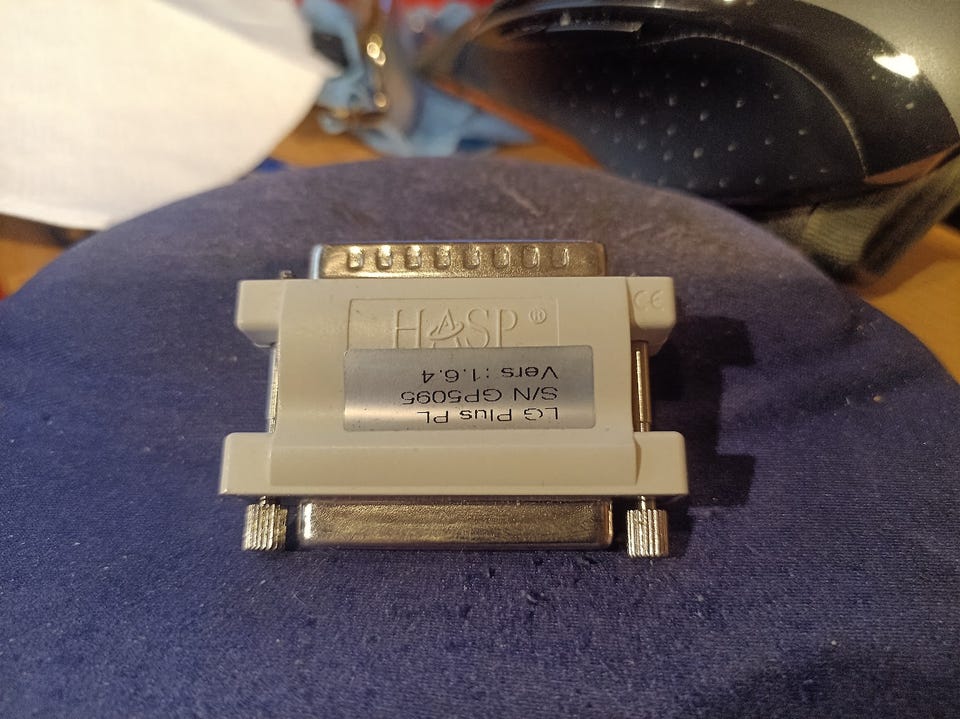 HASP®
CE
LG Plus PL
S/N GP5095
Vers :1.6.4